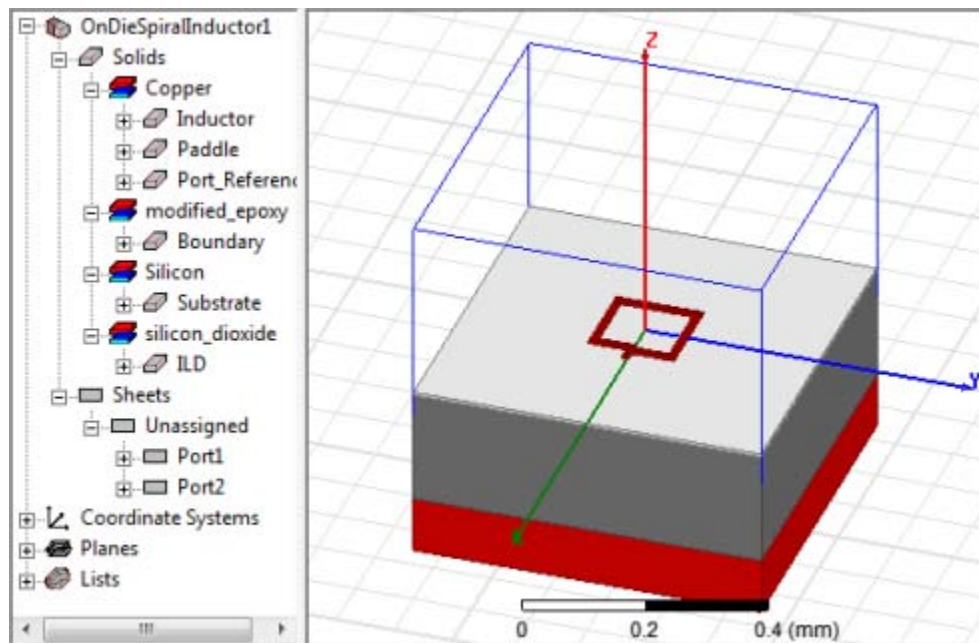 OnDieSpiralInductor1
Solids
Copper
Inductor
Paddle
Port_Referenc
modified_epoxy
Boundary
Silicon
Substrate
silicon_dioxide
ILD
Sheets
Unassigned
Port1
Port2
Coordinate Systems
Planes
Lists
Z
Y
0 0.2 0.4 (mm)